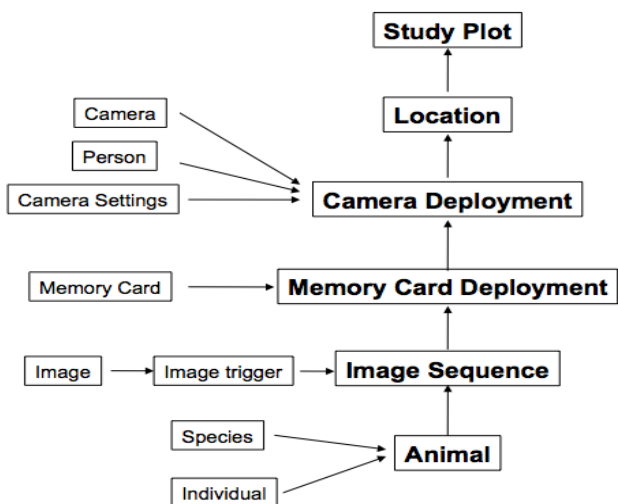 Study Plot
Camera
Location
Person
Camera Settings
Camera Deployment
Memory Card
Memory Card Deployment
Image
Image trigger
Image Sequence
Species
Animal
Individual